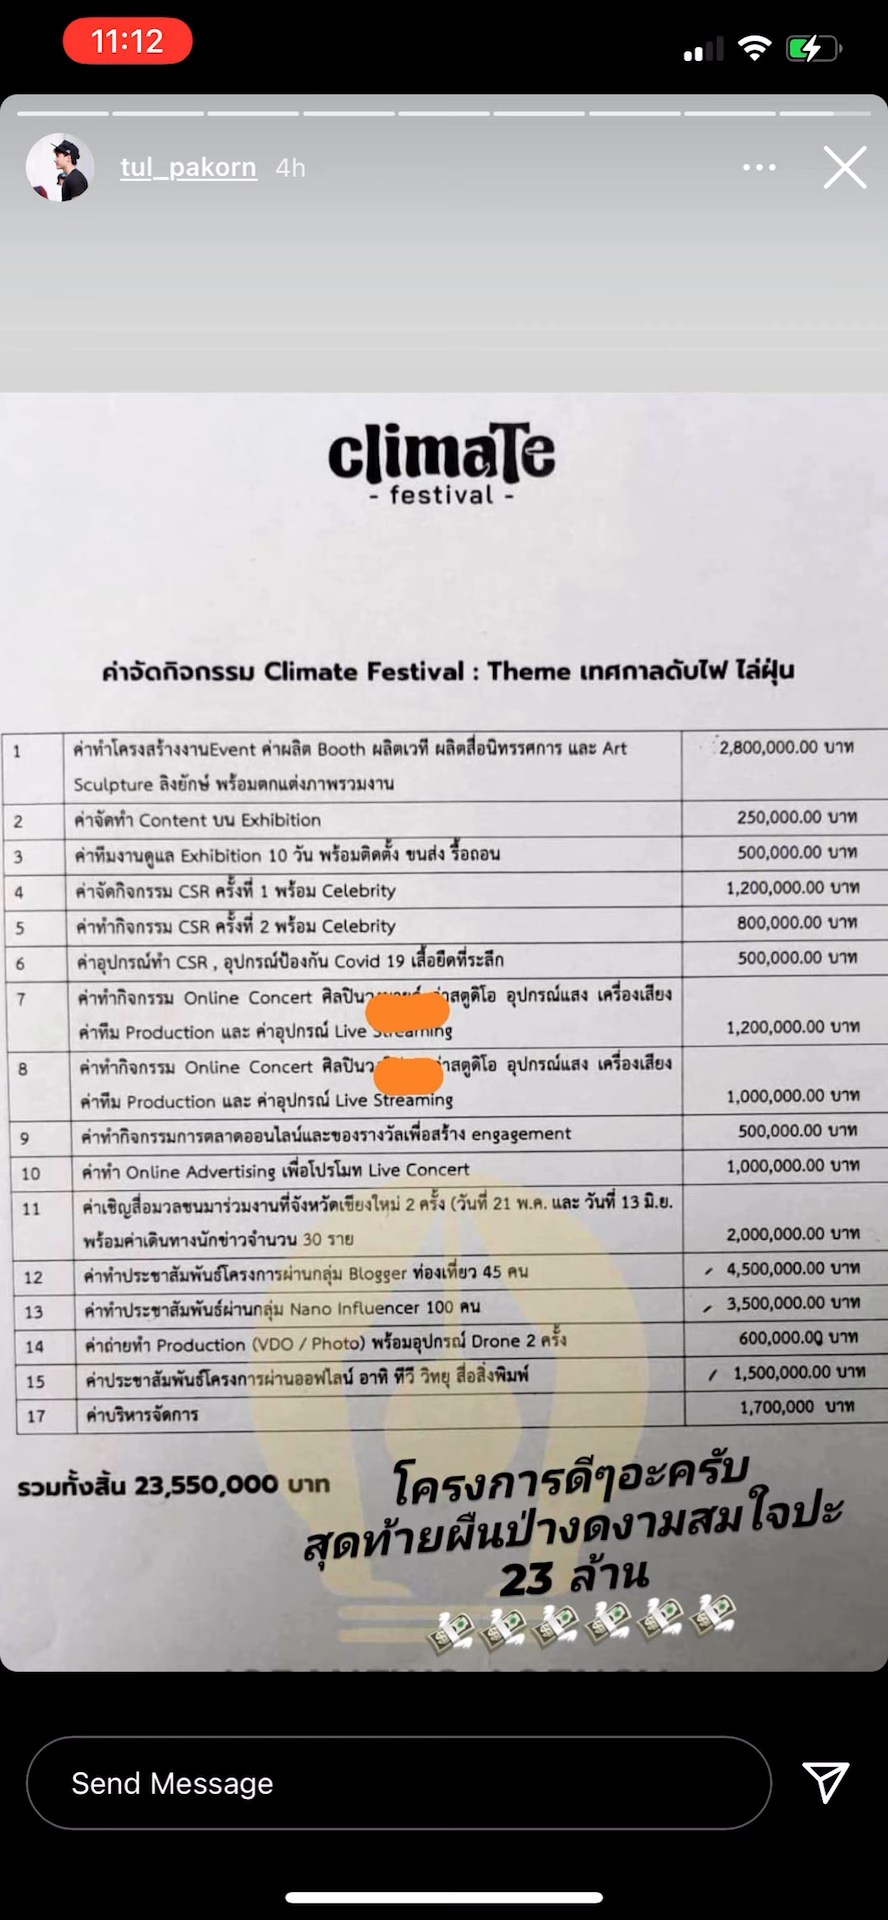 11:12
tul_pakorn 4h
climaTe
- festival -
ค่าจัดกิจกรรม Climate Festival : Theme เทศกาลดับไฟ ไล่ฝุ่น
1 ค่าทำโครงสร้างงานEvent ค่าผลิต Booth ผลิตเวที ผลิตสื่อนิทรรศการ และ Art 2,800,000.00 บาท
Sculpture ลิงยักษ์ พร้อมตกแต่งภาพรวมงาน
2 ค่าจัดทำ Content บน Exhibition 250,000.00 บาท
3 ค่าทีมงานดูแล Exhibition 10 วัน พร้อมติดตั้ง ขนส่ง รื้อถอน 500,000.00 บาท
4 ค่าจัดกิจกรรม CSR ครั้งที่ 1 พร้อม Celebrity 1,200,000.00 บาท
5 ค่าทำกิจกรรม CSR ครั้งที่ 2 พร้อม Celebrity 800,000.00 บาท
6 ค่าอุปกรณ์ทำ CSR , อุปกรณ์ป้องกัน Covid 19 เสื้อยืดที่ระลึก 500,000.00 บาท
7 ค่าทำกิจกรรม Online Concert ศิลปินวง ค่าสตูดิโอ อุปกรณ์แสง เครื่องเสียง
ค่าทีม Production และ ค่าอุปกรณ์ Live Streaming 1,200,000.00 บาท
8 ค่าทำกิจกรรม Online Concert ศิลปินวง ค่าสตูดิโอ อุปกรณ์แสง เครื่องเสียง
ค่าทีม Production และ ค่าอุปกรณ์ Live Streaming 1,000,000.00 บาท
9 ค่าทำกิจกรรมการตลาดออนไลน์และของรางวัลเพื่อสร้าง engagement 500,000.00 บาท
10 ค่าทำ Online Advertising เพื่อโปรโมท Live Concert 1,000,000.00 บาท
11 ค่าเชิญสื่อมวลชนมาร่วมงานที่จังหวัดเชียงใหม่ 2 ครั้ง (วันที่ 21 พ.ค. และ วันที่ 13 มิ.ย.
พร้อมค่าเดินทางนักข่าวจำนวน 30 ราย 2,000,000.00 บาท
12 ค่าทำประชาสัมพันธ์โครงการผ่านกลุ่ม Blogger ท่องเที่ยว 45 คน 4,500,000.00 บาท
13 ค่าทำประชาสัมพันธ์ผ่านกลุ่ม Nano Influencer 100 คน 3,500,000.00 บาท
14 ค่าถ่ายทำ Production (VDO / Photo) พร้อมอุปกรณ์ Drone 2 ครั้ง 600,000.00 บาท
15 ค่าประชาสัมพันธ์โครงการผ่านออฟไลน์ อาทิ ทีวี วิทยุ สื่อสิ่งพิมพ์ 1,500,000.00 บาท
17 ค่าบริหารจัดการ 1,700,000 บาท
รวมทั้งสิ้น 23,550,000 บาท
โครงการดีๆอะครับ
สุดท้ายผืนป่างดงามสมใจปะ
23 ล้าน
Send Message